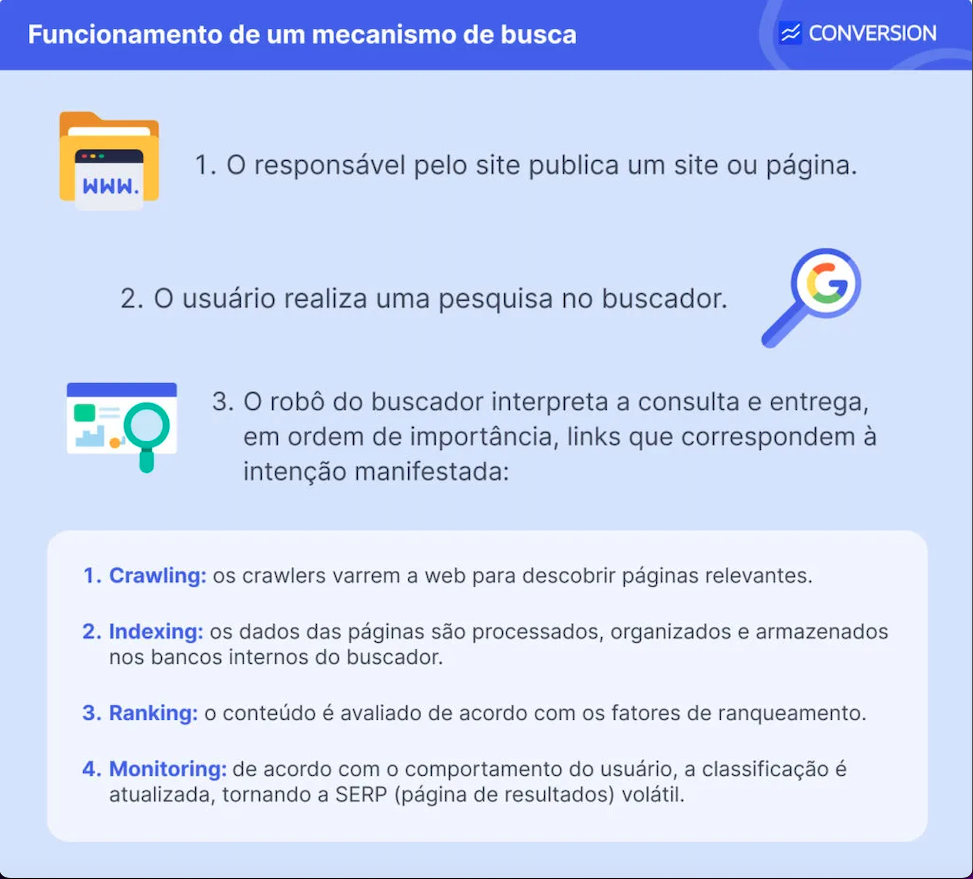 Funcionamento de um mecanismo de busca
CONVERSION
www.
1. O responsável pelo site publica um site ou página.
2. O usuário realiza uma pesquisa no buscador.
G
3. O robô do buscador interpreta a consulta e entrega,
em ordem de importância, links que correspondem à
intenção manifestada:
1. Crawling: os crawlers varrem a web para descobrir páginas relevantes.
2. Indexing: os dados das páginas são processados, organizados e armazenados
nos bancos internos do buscador.
3. Ranking: o conteúdo é avaliado de acordo com os fatores de ranqueamento.
4. Monitoring: de acordo com o comportamento do usuário, a classificação é
atualizada, tornando a SERP (página de resultados) volátil.